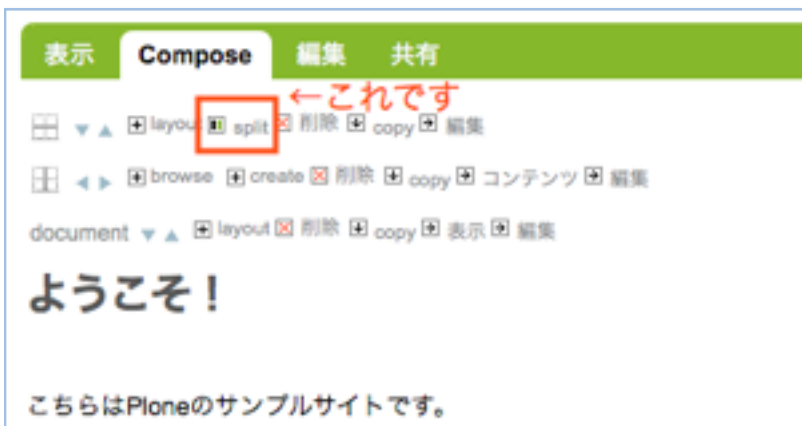 表示 Compose 編集 共有
←これです
layout split 削除 copy 編集
browse create 削除 copy コンテンツ 編集
document layout 削除 copy 表示 編集
ようこそ！
こちらはPloneのサンプルサイトです。